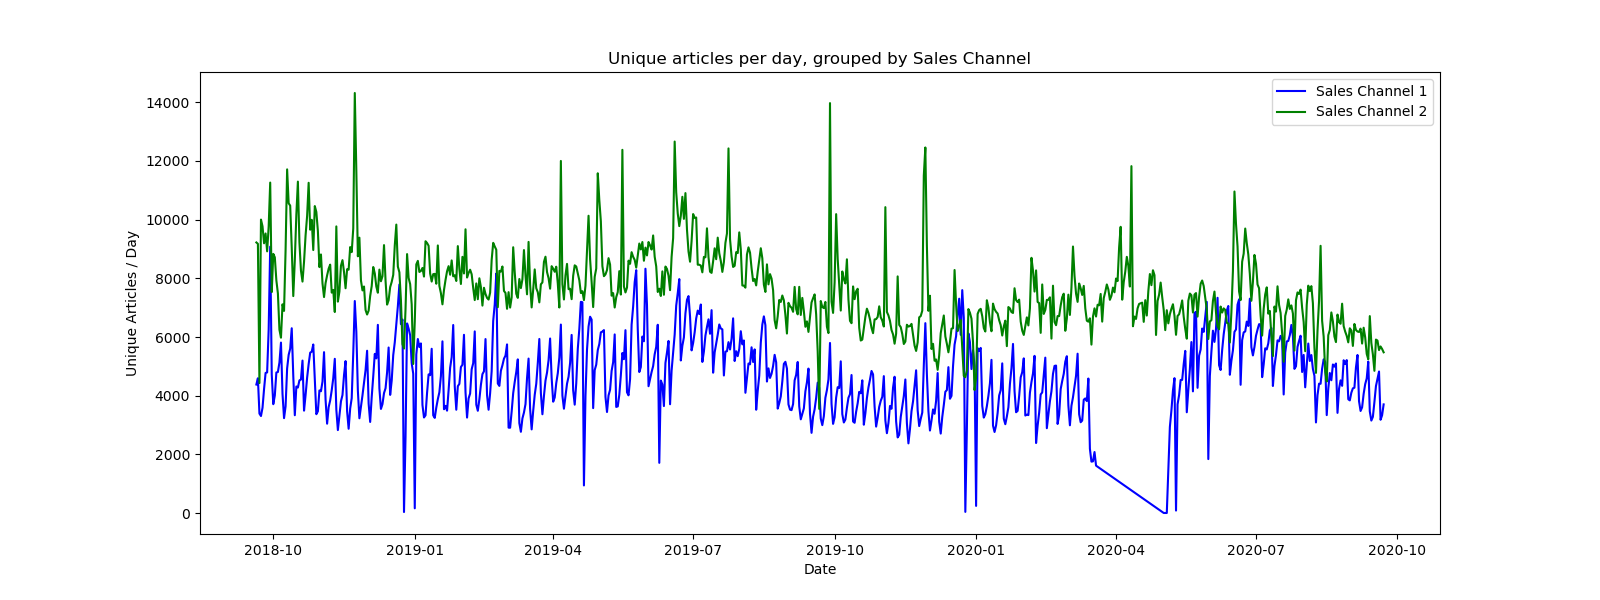 Unique articles per day, grouped by Sales Channel
Sales Channel 1
Sales Channel 2
14000
12000
10000
8000
6000
4000
2000
0
Unique Articles / Day
2018-10 2019-01 2019-04 2019-07 2019-10 2020-01 2020-04 2020-07 2020-10
Date